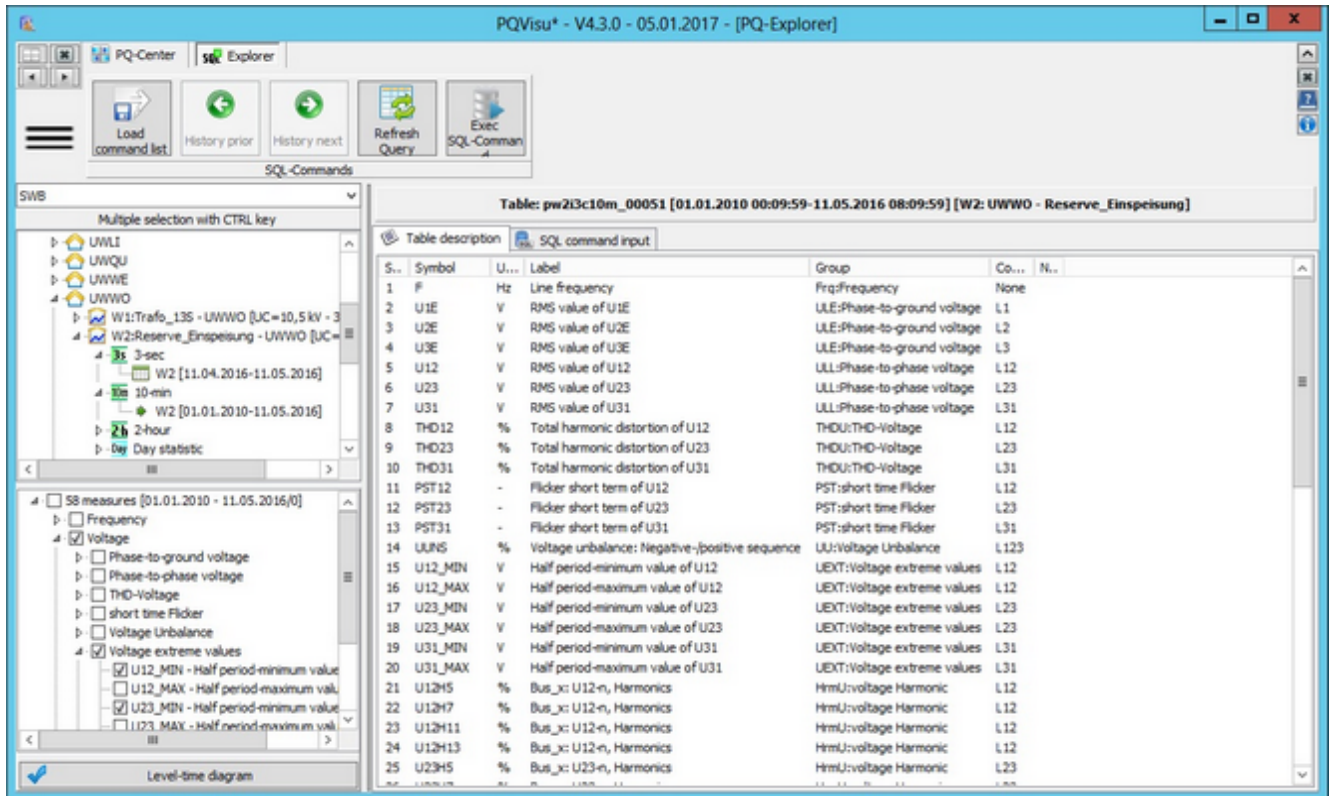 PQVisu* - V4.3.0 - 05.01.2017 - [PQ-Explorer]
PQ-Center SQL Explorer
Load command list
History prior
History next
Refresh Query
Exec SQL-Comman
SQL-Commands
SWB
Multiple selection with CTRL key
UWLI
UWQU
UWWE
UWWO
W1:Trafo_13S - UWWO [UC=10,5 kV - 3
W2:Reserve_Einspeisung - UWWO [UC=
3s 3-sec
W2 [11.04.2016-11.05.2016]
10m 10-min
W2 [01.01.2010-11.05.2016]
2h 2-hour
Day Day statistic
58 measures [01.01.2010 - 11.05.2016/0]
Frequency
Voltage
Phase-to-ground voltage
Phase-to-phase voltage
THD-Voltage
short time Flicker
Voltage Unbalance
Voltage extreme values
U12_MIN - Half period-minimum value
U12_MAX - Half period-maximum valu
U23_MIN - Half period-minimum value
U23_MAX - Half period-maximum valu
Level-time diagram
Table: pw2i3c10m_00051 [01.01.2010 00:09:59-11.05.2016 08:09:59] [W2: UWWO - Reserve_Einspeisung]
Table description SQL command input
S... Symbol U... Label Group Co... N...
1 F Hz Line frequency Frq:Frequency None
2 U1E V RMS value of U1E ULE:Phase-to-ground voltage L1
3 U2E V RMS value of U2E ULE:Phase-to-ground voltage L2
4 U3E V RMS value of U3E ULE:Phase-to-ground voltage L3
5 U12 V RMS value of U12 ULL:Phase-to-phase voltage L12
6 U23 V RMS value of U23 ULL:Phase-to-phase voltage L23
7 U31 V RMS value of U31 ULL:Phase-to-phase voltage L31
8 THD12 % Total harmonic distortion of U12 THDU:THD-Voltage L12
9 THD23 % Total harmonic distortion of U23 THDU:THD-Voltage L23
10 THD31 % Total harmonic distortion of U31 THDU:THD-Voltage L31
11 PST12 - Flicker short term of U12 PST:short time Flicker L12
12 PST23 - Flicker short term of U23 PST:short time Flicker L23
13 PST31 - Flicker short term of U31 PST:short time Flicker L31
14 UUNS % Voltage unbalance: Negative-/positive sequence UU:Voltage Unbalance L123
15 U12_MIN V Half period-minimum value of U12 UEXT:Voltage extreme values L12
16 U12_MAX V Half period-maximum value of U12 UEXT:Voltage extreme values L12
17 U23_MIN V Half period-minimum value of U23 UEXT:Voltage extreme values L23
18 U23_MAX V Half period-maximum value of U23 UEXT:Voltage extreme values L23
19 U31_MIN V Half period-minimum value of U31 UEXT:Voltage extreme values L31
20 U31_MAX V Half period-maximum value of U31 UEXT:Voltage extreme values L31
21 U12H5 % Bus_x: U12-n, Harmonics HrmU:voltage Harmonic L12
22 U12H7 % Bus_x: U12-n, Harmonics HrmU:voltage Harmonic L12
23 U12H11 % Bus_x: U12-n, Harmonics HrmU:voltage Harmonic L12
24 U12H13 % Bus_x: U12-n, Harmonics HrmU:voltage Harmonic L12
25 U23H5 % Bus_x: U23-n, Harmonics HrmU:voltage Harmonic L23